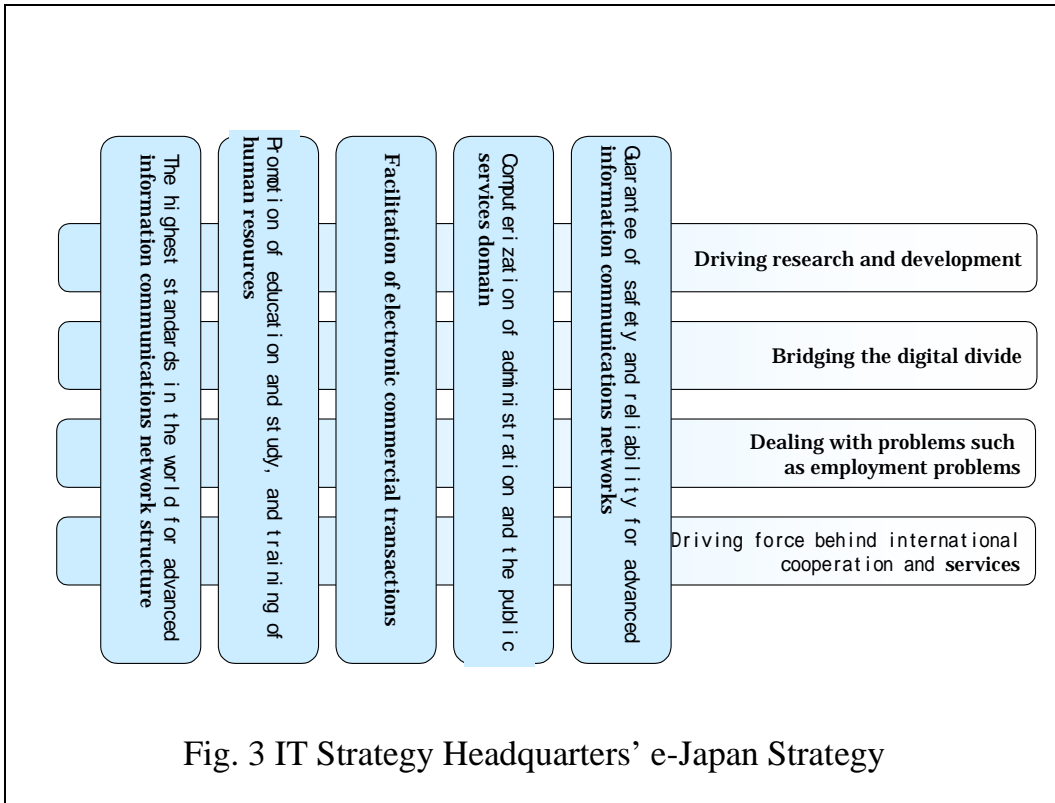 The highest standards in the world for advanced
information communications network structure
Promotion of education and study, and training of
human resources
Facilitation of electronic commercial transactions
Computerization of administration and the public
services domain
Guarantee of safety and reliability for advanced
information communications networks
Driving research and development
Bridging the digital divide
Dealing with problems such
as employment problems
Driving force behind international
cooperation and services
Fig. 3 IT Strategy Headquarters’ e-Japan Strategy